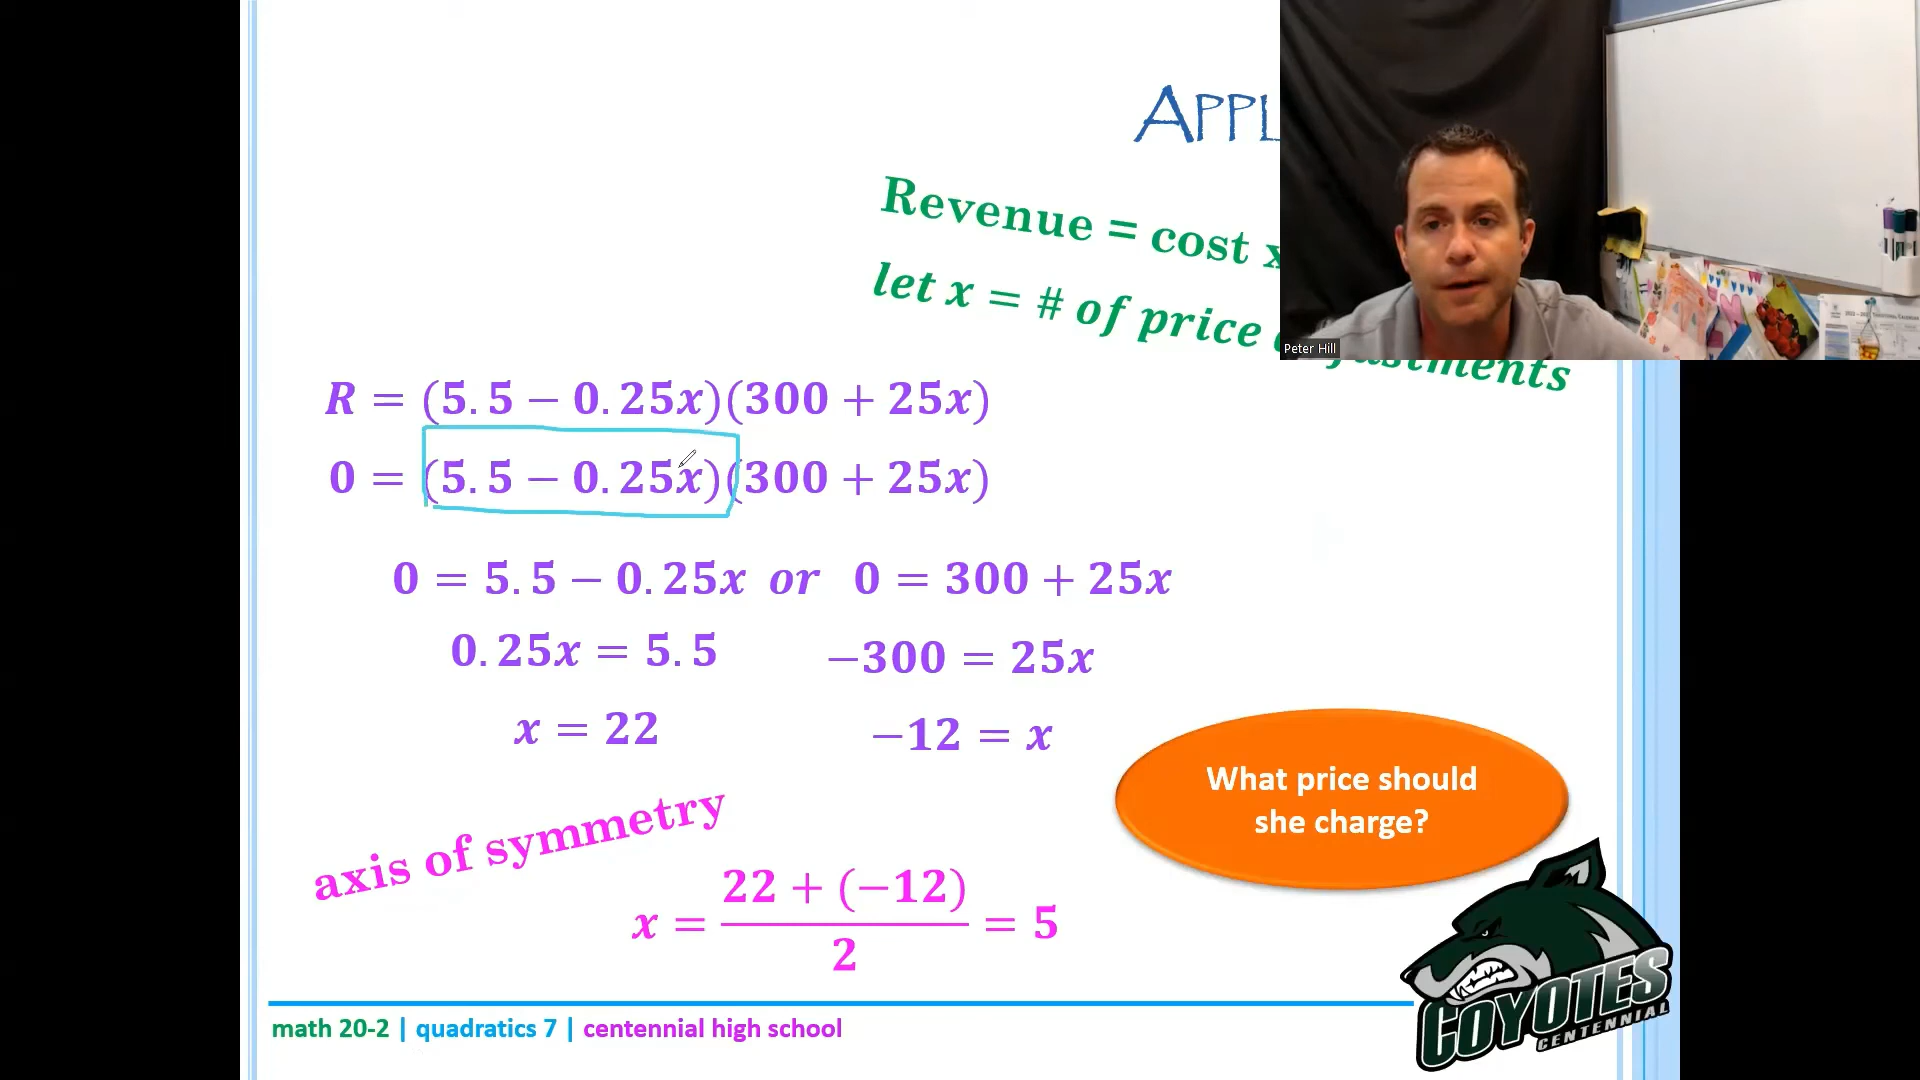 APPL
Revenue = cost x
let x = # of price
Peter Hill
R = (5.5 − 0.25x)(300 + 25x)
0 = (5.5 − 0.25x)(300 + 25x)
0 = 5.5 − 0.25x or 0 = 300 + 25x
0.25x = 5.5 −300 = 25x
x = 22 −12 = x
What price should
she charge?
axis of symmetry
x = 22 + (−12) / 2 = 5
math 20-2 | quadratics 7 | centennial high school
COYOTES
CENTENNIAL